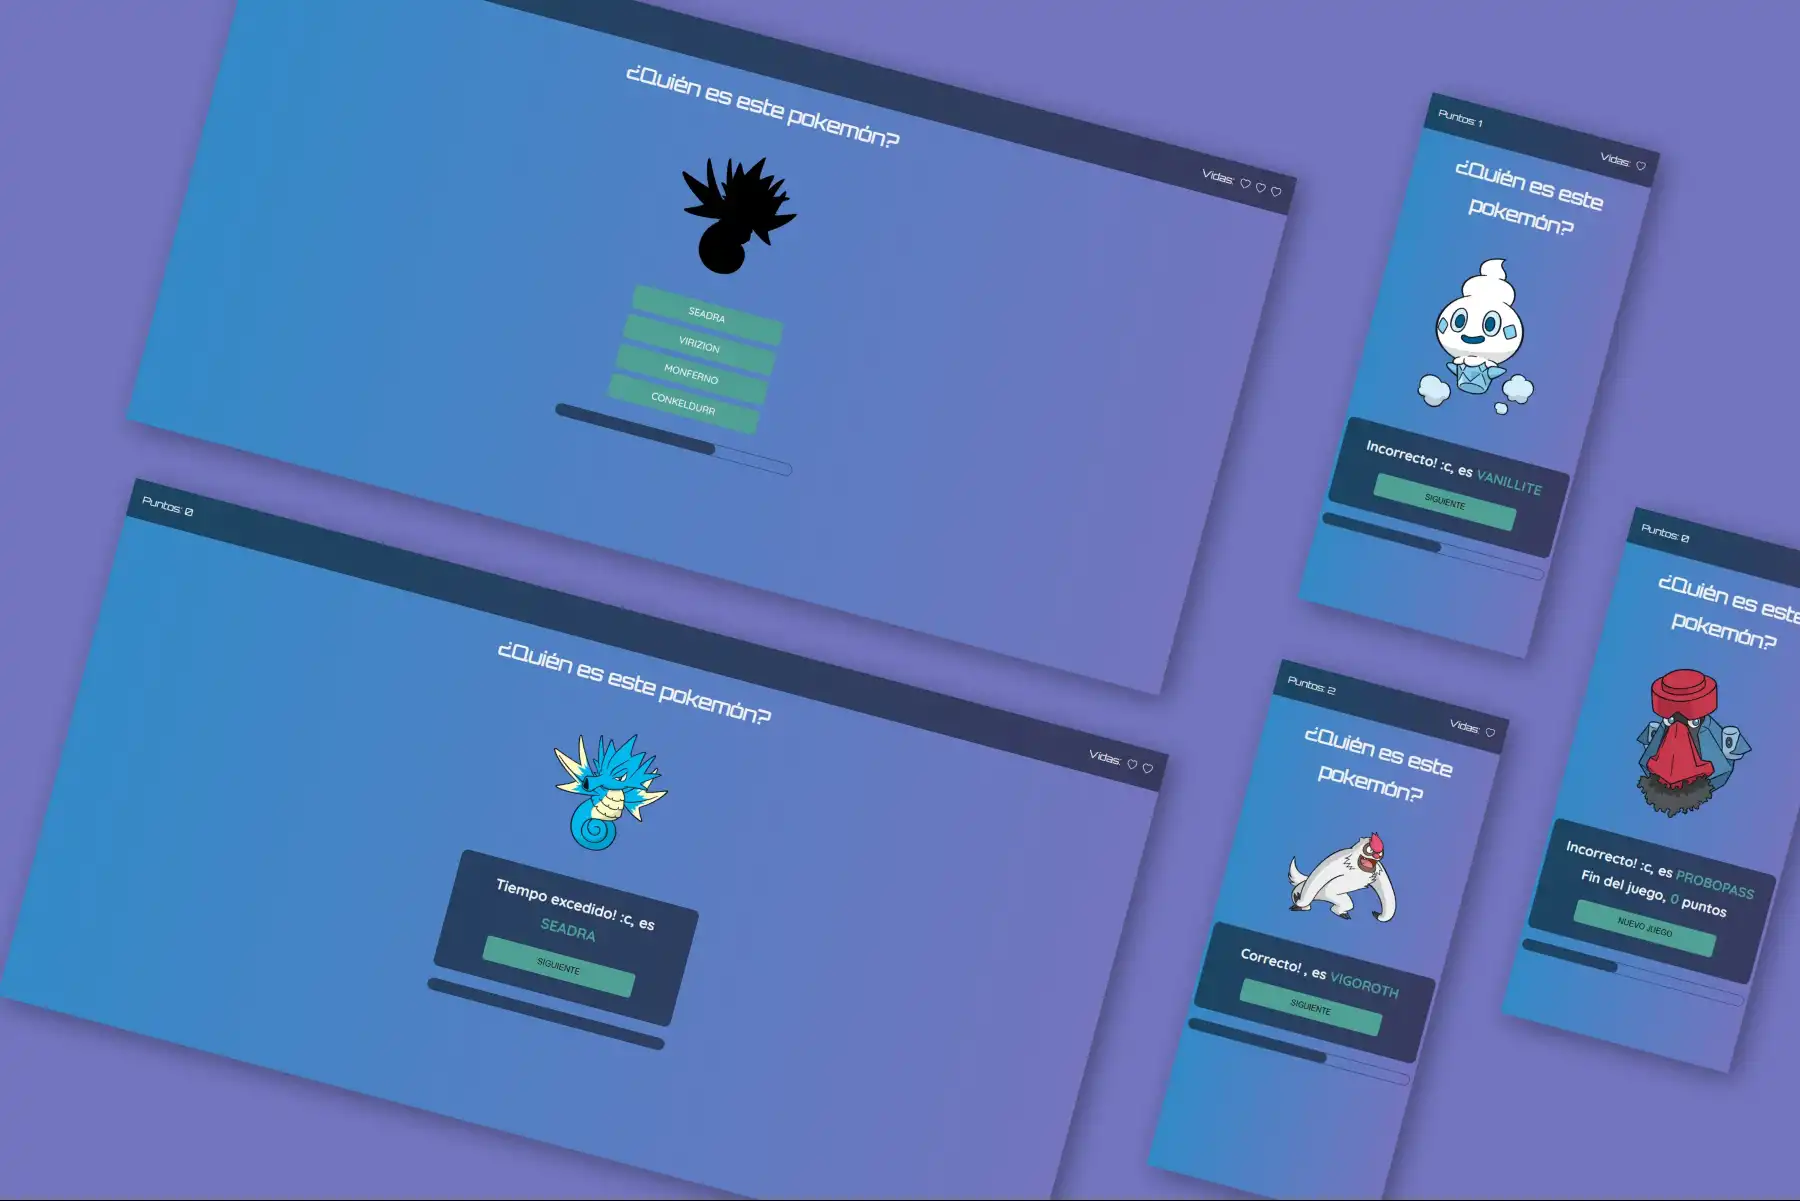 ¿Quién es este pokemón?
Vidas:
SEADRA
VIRIZION
MONFERNO
CONKELDURR
Puntos: 0
¿Quién es este pokemón?
Vidas:
Tiempo excedido! :c, es
SEADRA
SIGUIENTE
Puntos: 1
Vidas:
¿Quién es este
pokemón?
Incorrecto! :c, es VANILLITE
SIGUIENTE
Puntos: 2
Vidas:
¿Quién es este
pokemón?
Correcto! , es VIGOROTH
SIGUIENTE
Puntos: 0
¿Quién es este
pokemón?
Incorrecto! :c, es PROBOPASS
Fin del juego, 0 puntos
NUEVO JUEGO